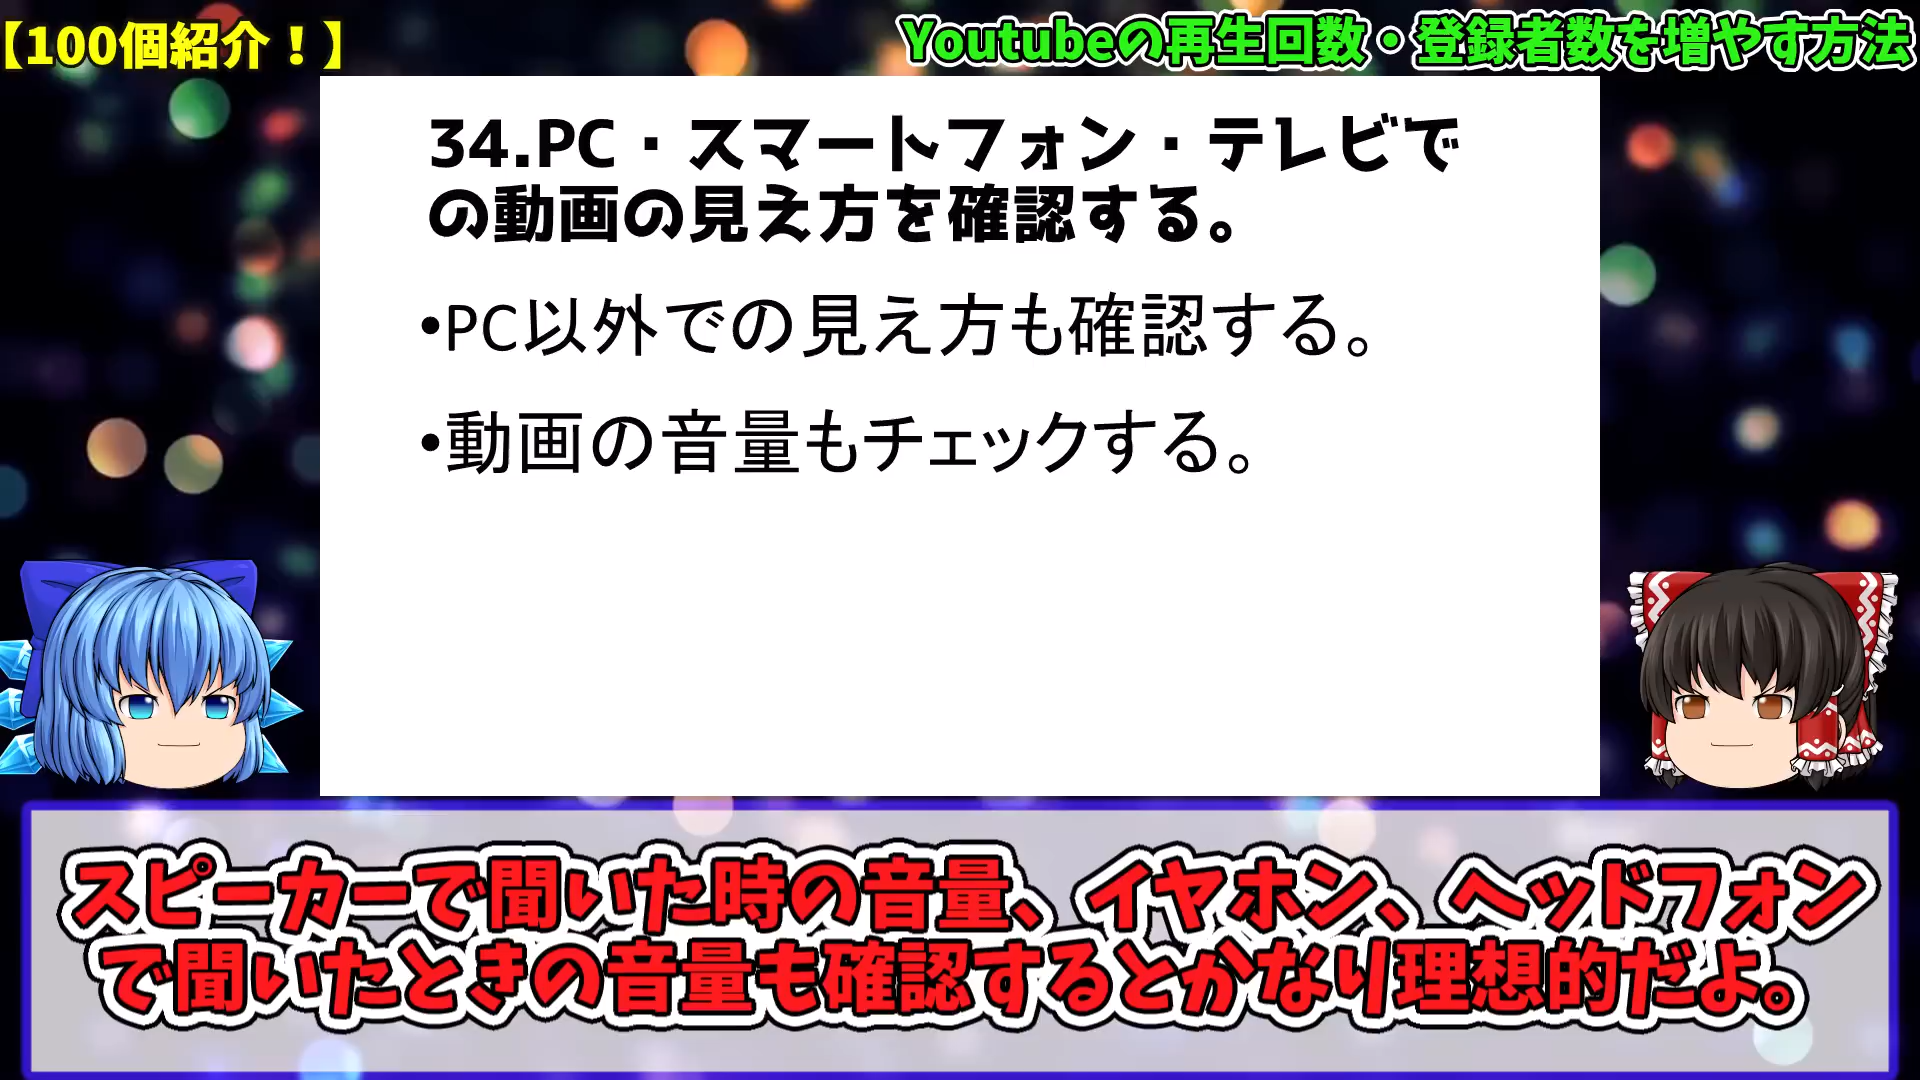 【100個紹介！】
Youtubeの再生回数・登録者数を増やす方法
34.PC・スマートフォン・テレビで
の動画の見え方を確認する。
•PC以外での見え方も確認する。
•動画の音量もチェックする。
スピーカーで聞いた時の音量、イヤホン、ヘッドフォン
で聞いたときの音量も確認するとかなり理想的だよ。